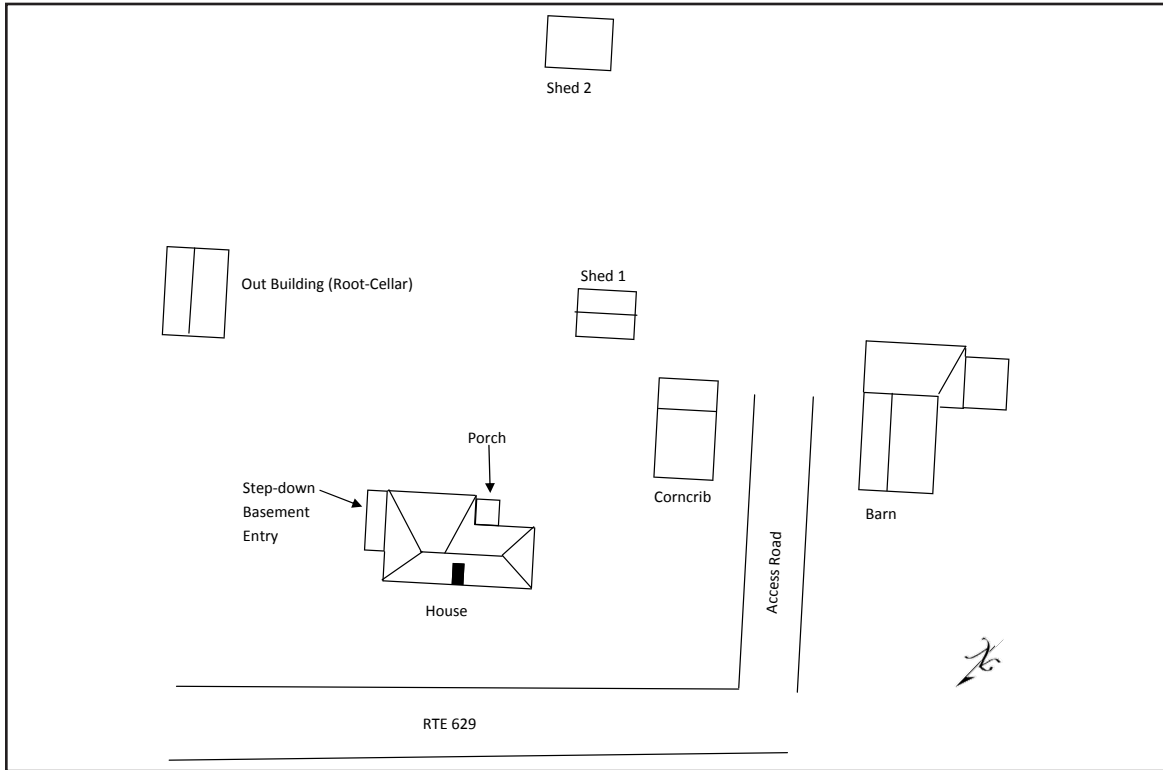 Shed 2
Shed 1
Out Building (Root-Cellar)
Porch
Step-down
Basement
Entry
Corncrib
Barn
Access Road
House
RTE 629
N